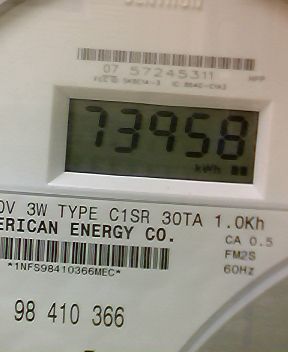 07 57245311
73958
kWh
0V 3W TYPE C1SR 30TA 1.0Kh
ERICAN ENERGY CO.
CA 0.5
FM2S
60Hz
*1NFS98410366MEC*
98 410 366